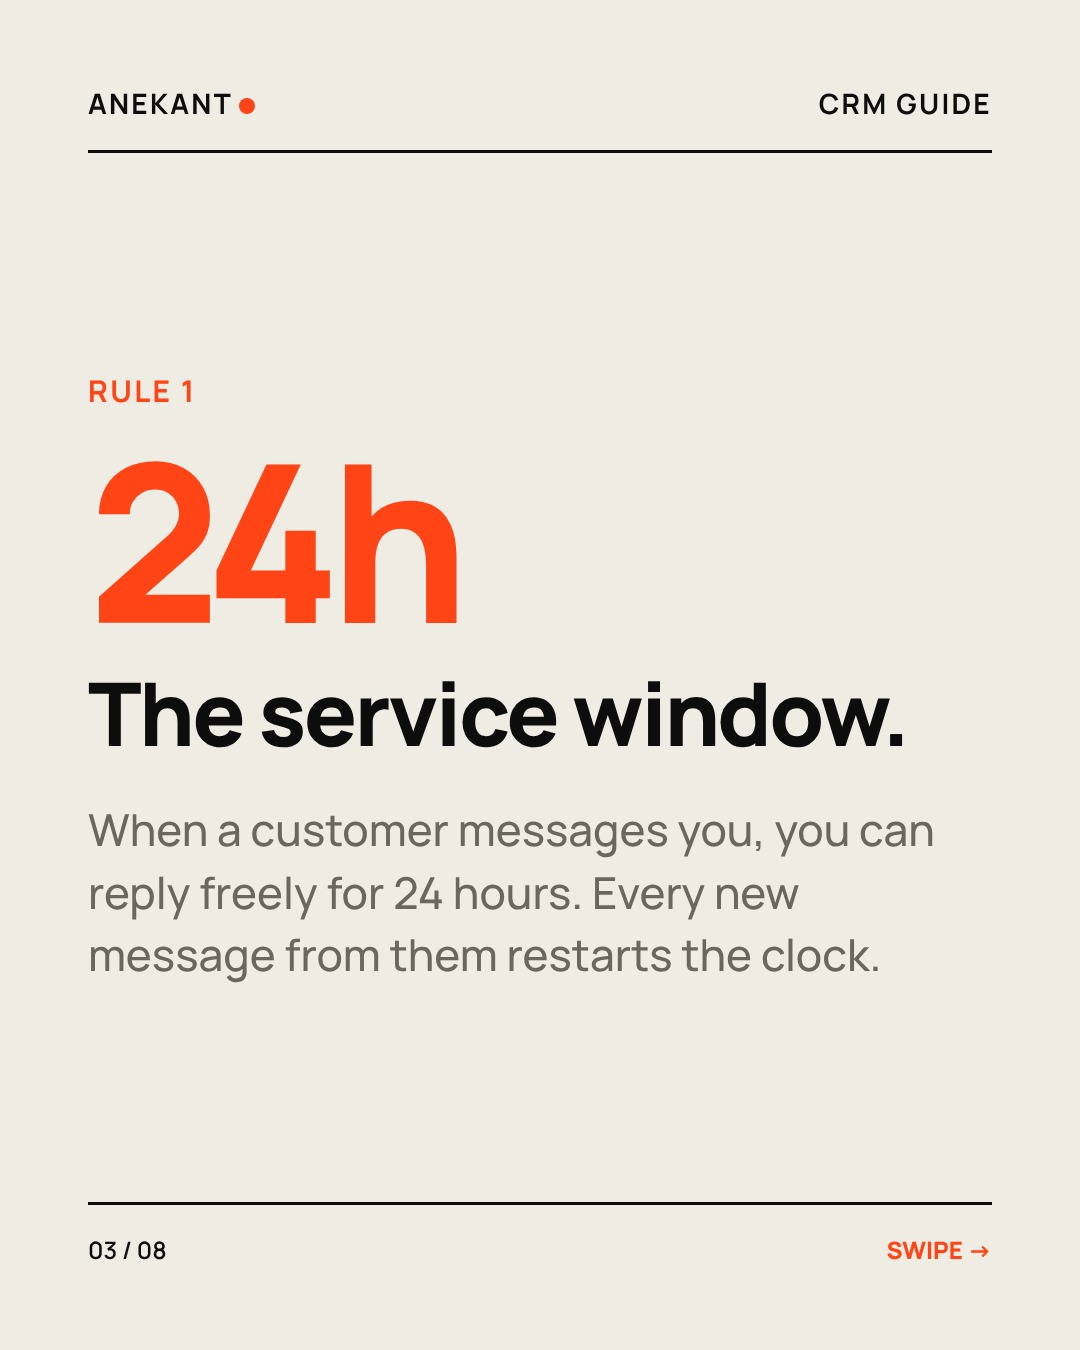 ANEKANT
CRM GUIDE
RULE 1
24h
The service window.
When a customer messages you, you can
reply freely for 24 hours. Every new
message from them restarts the clock.
03 / 08
SWIPE →